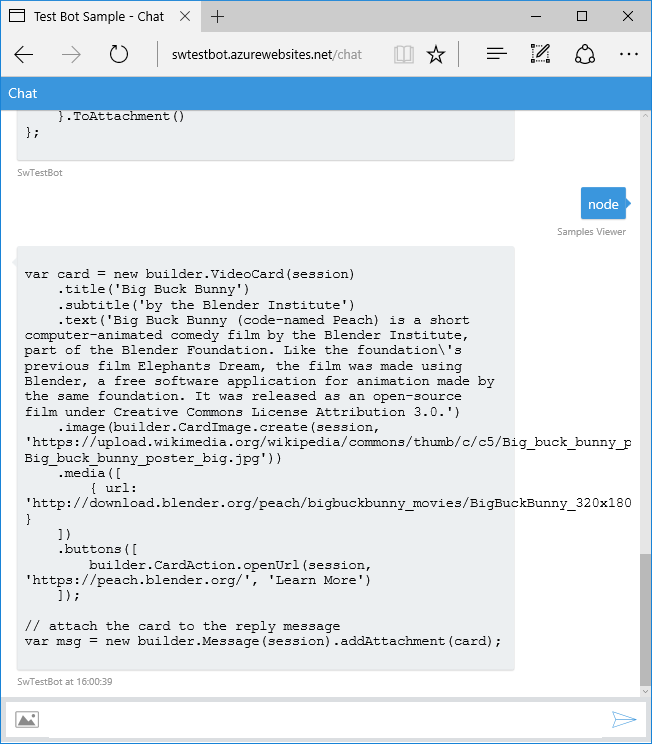 Test Bot Sample - Chat
swtestbot.azurewebsites.net/chat
Chat
}.ToAttachment()
};
SwTestBot
node
Samples Viewer
var card = new builder.VideoCard(session)
.title('Big Buck Bunny')
.subtitle('by the Blender Institute')
.text('Big Buck Bunny (code-named Peach) is a short
computer-animated comedy film by the Blender Institute,
part of the Blender Foundation. Like the foundation\'s
previous film Elephants Dream, the film was made using
Blender, a free software application for animation made by
the same foundation. It was released as an open-source
film under Creative Commons License Attribution 3.0.')
.image(builder.CardImage.create(session,
'https://upload.wikimedia.org/wikipedia/commons/thumb/c/c5/Big_buck_bunny_p
Big_buck_bunny_poster_big.jpg'))
.media([
{ url:
'http://download.blender.org/peach/bigbuckbunny_movies/BigBuckBunny_320x180
}
])
.buttons([
builder.CardAction.openUrl(session,
'https://peach.blender.org/', 'Learn More')
]);
// attach the card to the reply message
var msg = new builder.Message(session).addAttachment(card);
SwTestBot at 16:00:39